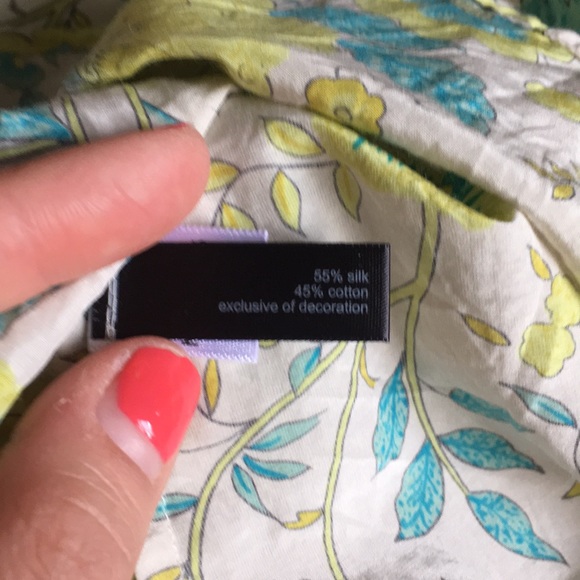 55% silk
45% cotton
exclusive of decoration